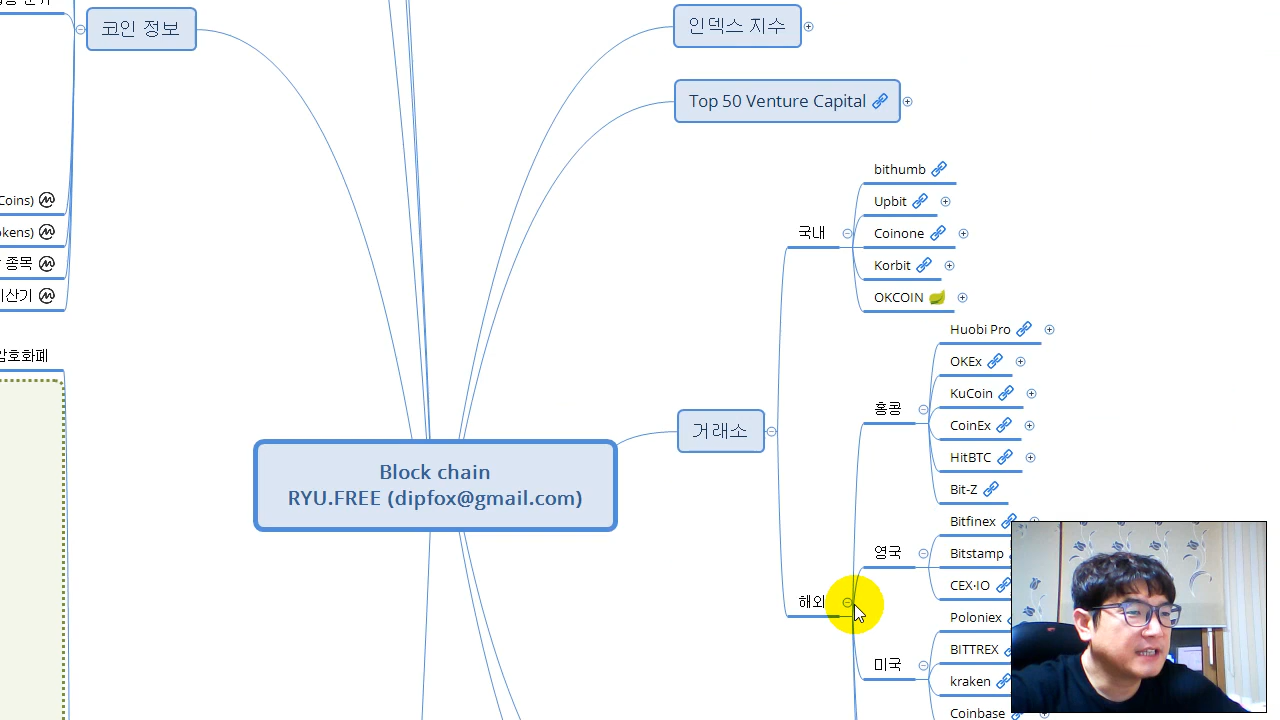 코인 정보
인덱스 지수
Top 50 Venture Capital
bithumb
Coins)
Upbit
국내
Coinone
종목
Korbit
OKCOIN
암호화폐
Huobi Pro
OKEx
KuCoin
홍콩
CoinEx
거래소
HitBTC
Block chain
RYU.FREE (dipfox@gmail.com)
Bit-Z
Bitfinex
영국
Bitstamp
CEX·IO
해외
Poloniex
BITTREX
미국
kraken
Coinbase